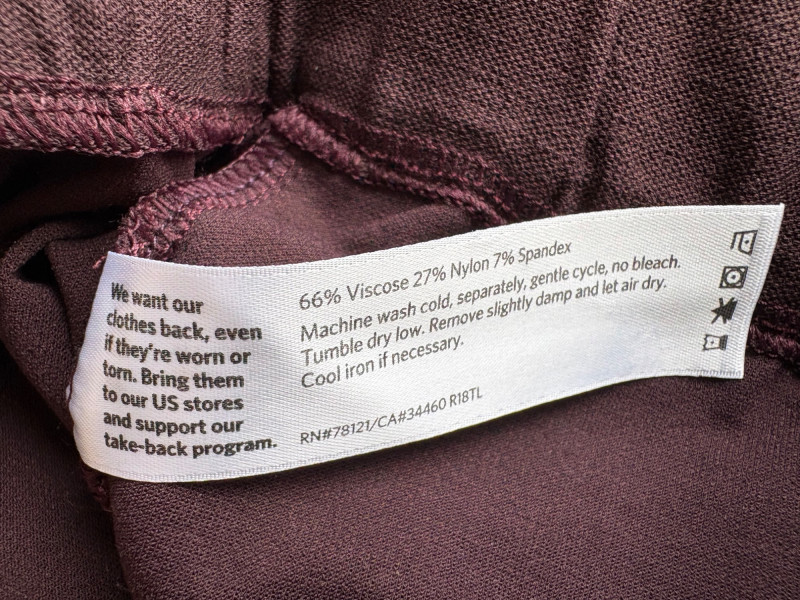 We want our
clothes back, even
if they're worn or
torn. Bring them
to our US stores
and support our
take-back program.
66% Viscose 27% Nylon 7% Spandex
Machine wash cold, separately, gentle cycle, no bleach.
Tumble dry low. Remove slightly damp and let air dry.
Cool iron if necessary.
RN#78121/CA#34460 R18TL